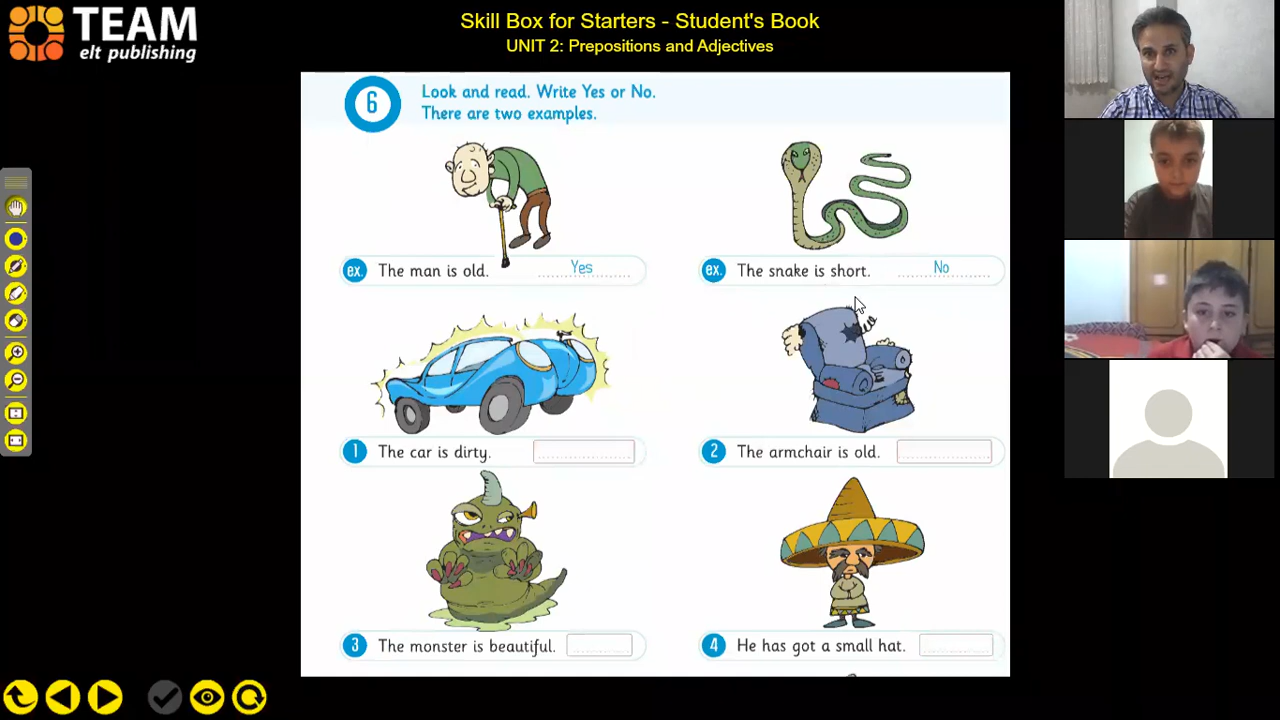 TEAM
elt publishing
Skill Box for Starters - Student's Book
UNIT 2: Prepositions and Adjectives
6
Look and read. Write Yes or No.
There are two examples.
ex. The man is old. Yes
ex. The snake is short. No
1 The car is dirty.
2 The armchair is old.
3 The monster is beautiful.
4 He has got a small hat.